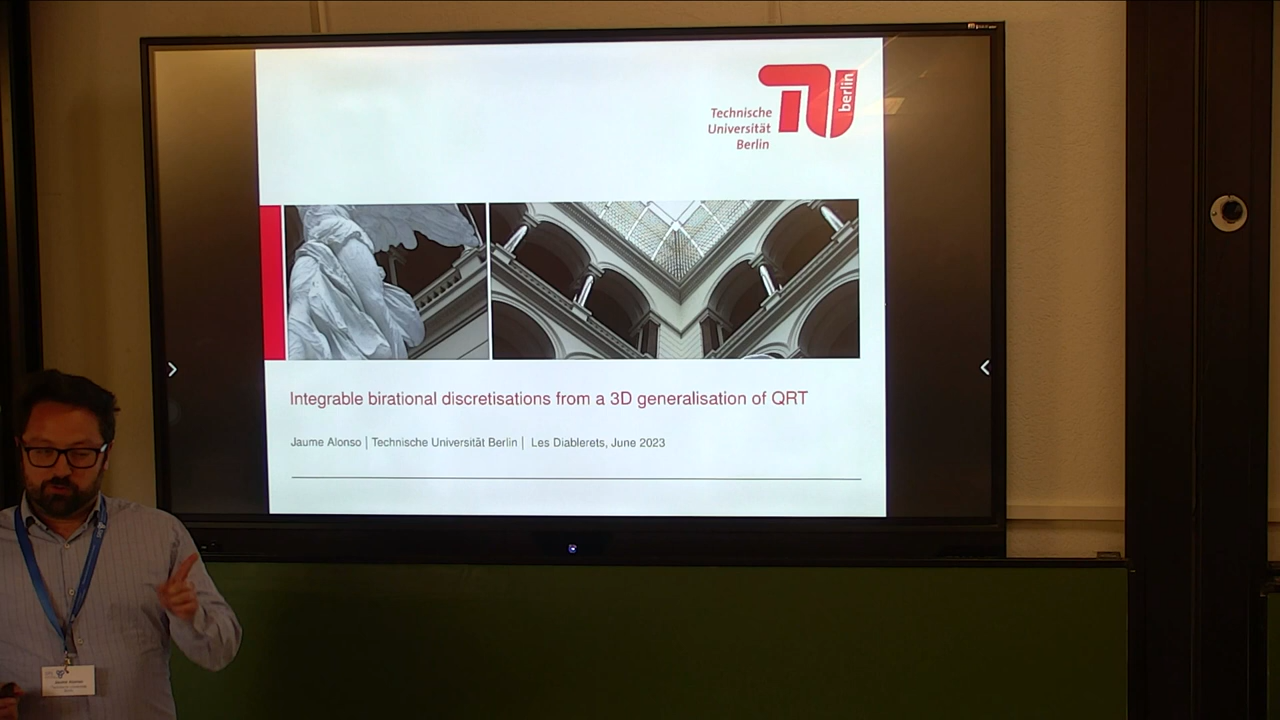 Technische
Universität
Berlin
berlin
Integrable birational discretisations from a 3D generalisation of QRT
Jaume Alonso | Technische Universität Berlin | Les Diablerets, June 2023